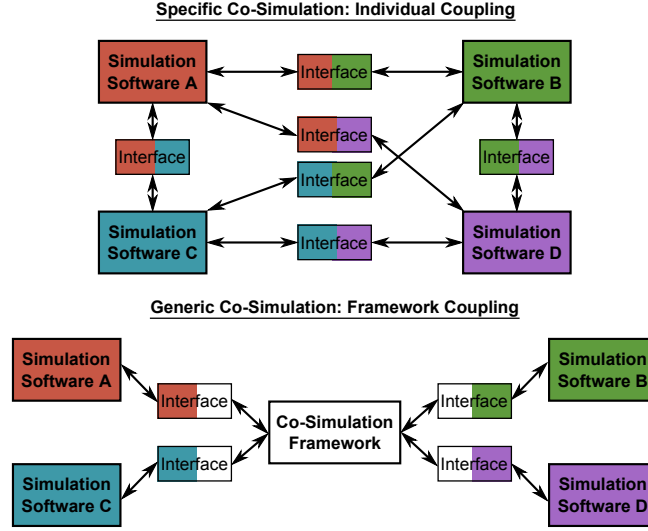 Specific Co-Simulation: Individual Coupling
Simulation
Software A
Interface
Simulation
Software B
Interface
Interface
Interface
Interface
Simulation
Software C
Interface
Simulation
Software D
Generic Co-Simulation: Framework Coupling
Simulation
Software A
Interface
Co-Simulation
Framework
Interface
Simulation
Software B
Simulation
Software C
Interface
Interface
Simulation
Software D